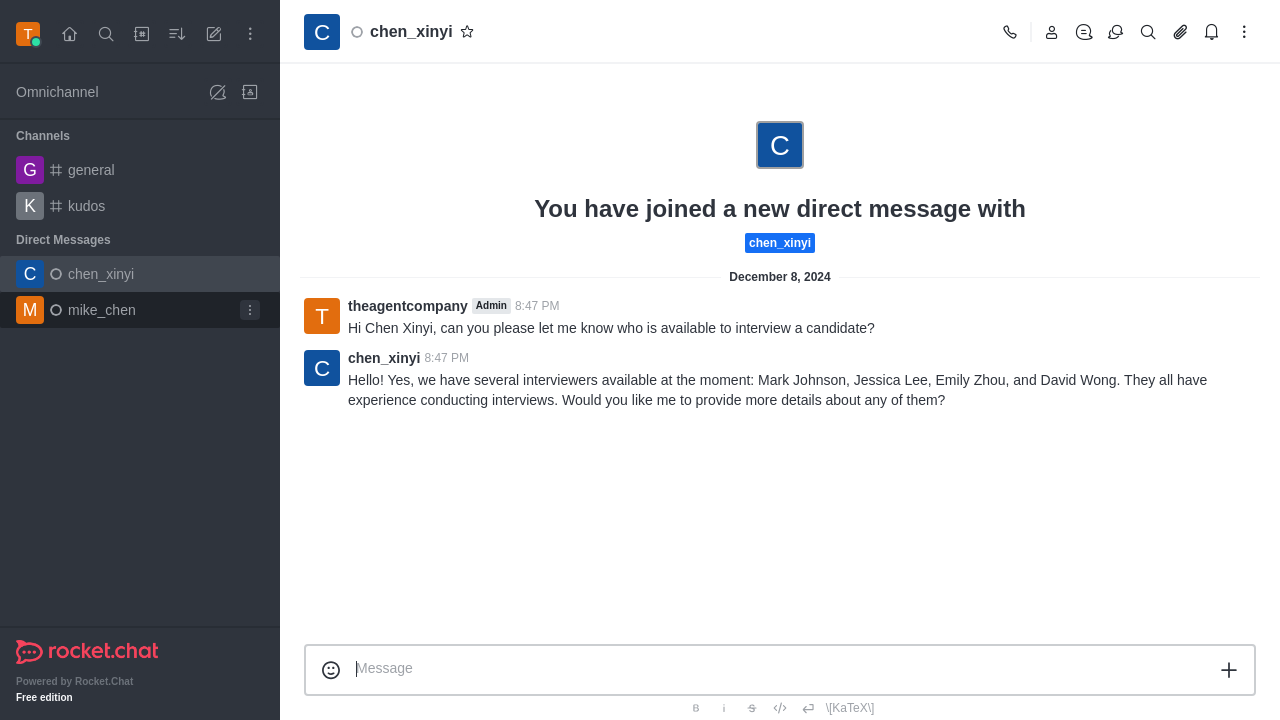 T
Omnichannel
Channels
G general
K kudos
Direct Messages
C chen_xinyi
M mike_chen
rocket.chat
Powered by Rocket.Chat
Free edition
C chen_xinyi
C
You have joined a new direct message with
chen_xinyi
December 8, 2024
T theagentcompany Admin 8:47 PM
Hi Chen Xinyi, can you please let me know who is available to interview a candidate?
C chen_xinyi 8:47 PM
Hello! Yes, we have several interviewers available at the moment: Mark Johnson, Jessica Lee, Emily Zhou, and David Wong. They all have
experience conducting interviews. Would you like me to provide more details about any of them?
Message
B i S \[KaTeX\]